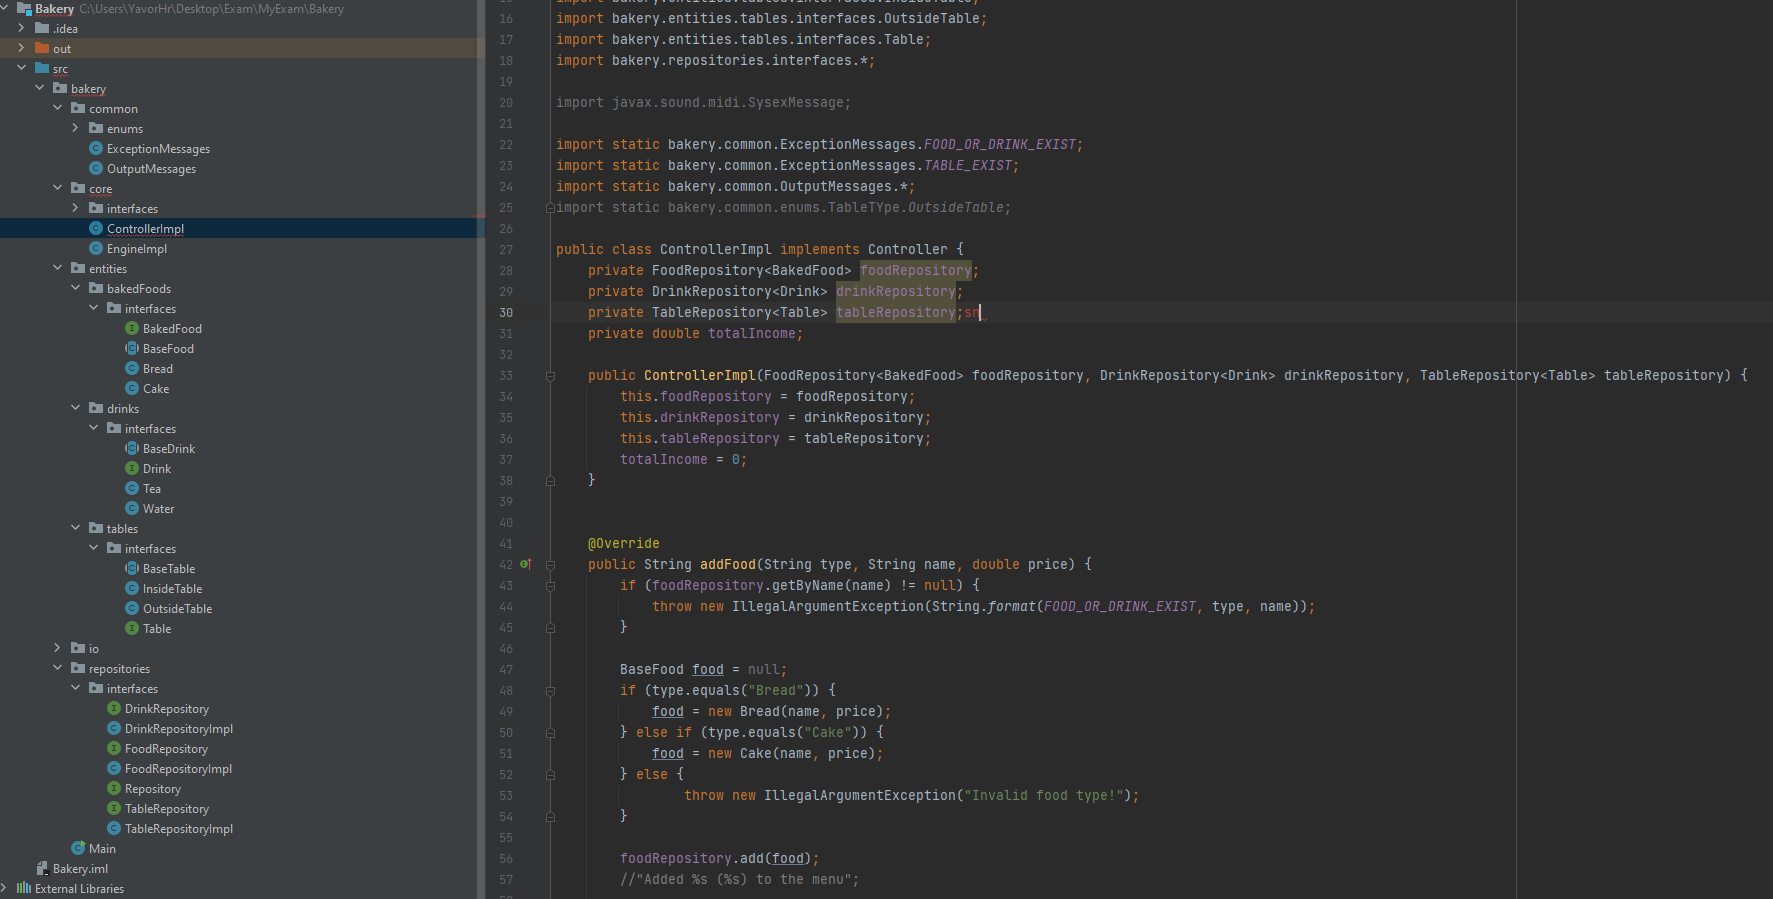 Bakery C:\Users\YavorHr\Desktop\Exam\MyExam\Bakery
.idea
out
src
bakery
common
enums
ExceptionMessages
OutputMessages
core
interfaces
ControllerImpl
EngineImpl
entities
bakedFoods
interfaces
BakedFood
BaseFood
Bread
Cake
drinks
interfaces
BaseDrink
Drink
Tea
Water
tables
interfaces
BaseTable
InsideTable
OutsideTable
Table
io
repositories
interfaces
DrinkRepository
DrinkRepositoryImpl
FoodRepository
FoodRepositoryImpl
Repository
TableRepository
TableRepositoryImpl
Main
Bakery.iml
External Libraries
16 import bakery.entities.tables.interfaces.OutsideTable;
17 import bakery.entities.tables.interfaces.Table;
18 import bakery.repositories.interfaces.*;
19
20 import javax.sound.midi.SysexMessage;
21
22 import static bakery.common.ExceptionMessages.FOOD_OR_DRINK_EXIST;
23 import static bakery.common.ExceptionMessages.TABLE_EXIST;
24 import static bakery.common.OutputMessages.*;
25 import static bakery.common.enums.TableTYpe.OutsideTable;
26
27 public class ControllerImpl implements Controller {
28 private FoodRepository<BakedFood> foodRepository;
29 private DrinkRepository<Drink> drinkRepository;
30 private TableRepository<Table> tableRepository;sn
31 private double totalIncome;
32
33 public ControllerImpl(FoodRepository<BakedFood> foodRepository, DrinkRepository<Drink> drinkRepository, TableRepository<Table> tableRepository) {
34 this.foodRepository = foodRepository;
35 this.drinkRepository = drinkRepository;
36 this.tableRepository = tableRepository;
37 totalIncome = 0;
38 }
39
40
41 @Override
42 public String addFood(String type, String name, double price) {
43 if (foodRepository.getByName(name) != null) {
44 throw new IllegalArgumentException(String.format(FOOD_OR_DRINK_EXIST, type, name));
45 }
46
47 BaseFood food = null;
48 if (type.equals("Bread")) {
49 food = new Bread(name, price);
50 } else if (type.equals("Cake")) {
51 food = new Cake(name, price);
52 } else {
53 throw new IllegalArgumentException("Invalid food type!");
54 }
55
56 foodRepository.add(food);
57 //"Added %s (%s) to the menu";